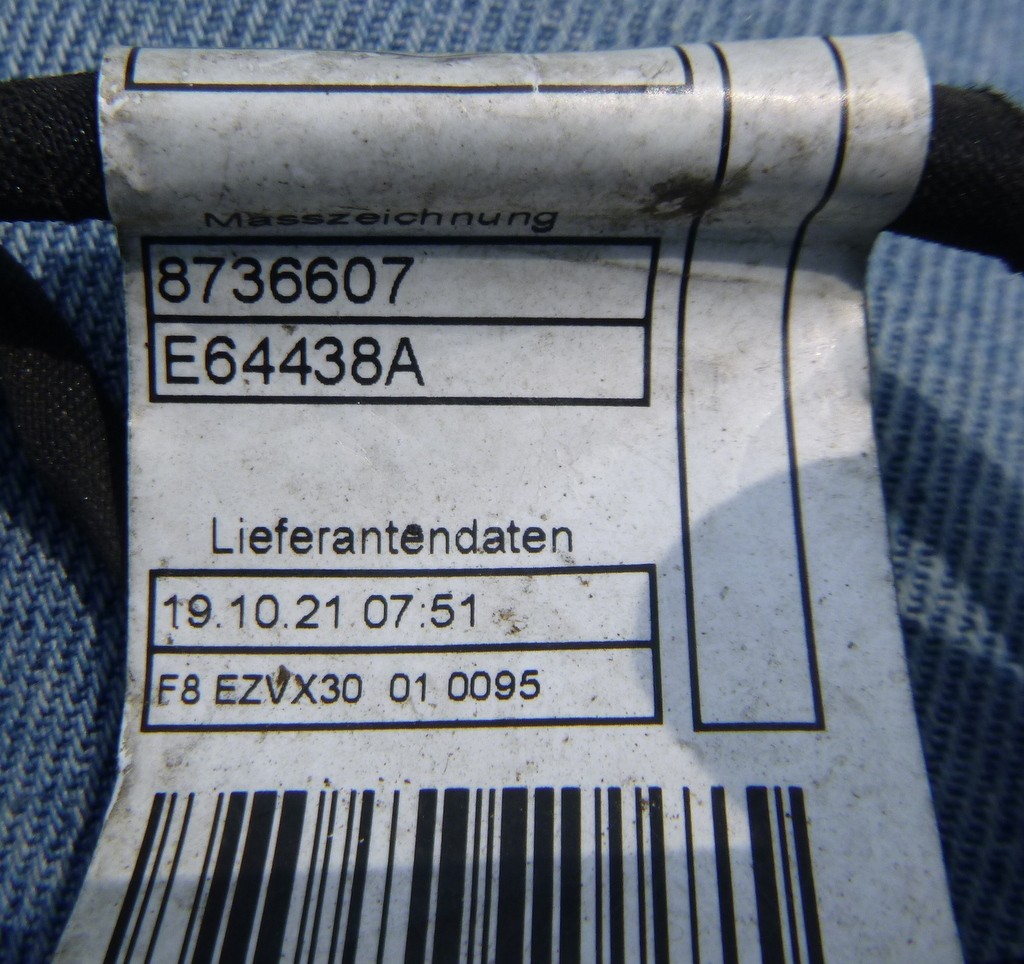 Masszeichnung
8736607
E64438A
Lieferantendaten
19.10.21 07:51
F8 EZVX30 01 0095